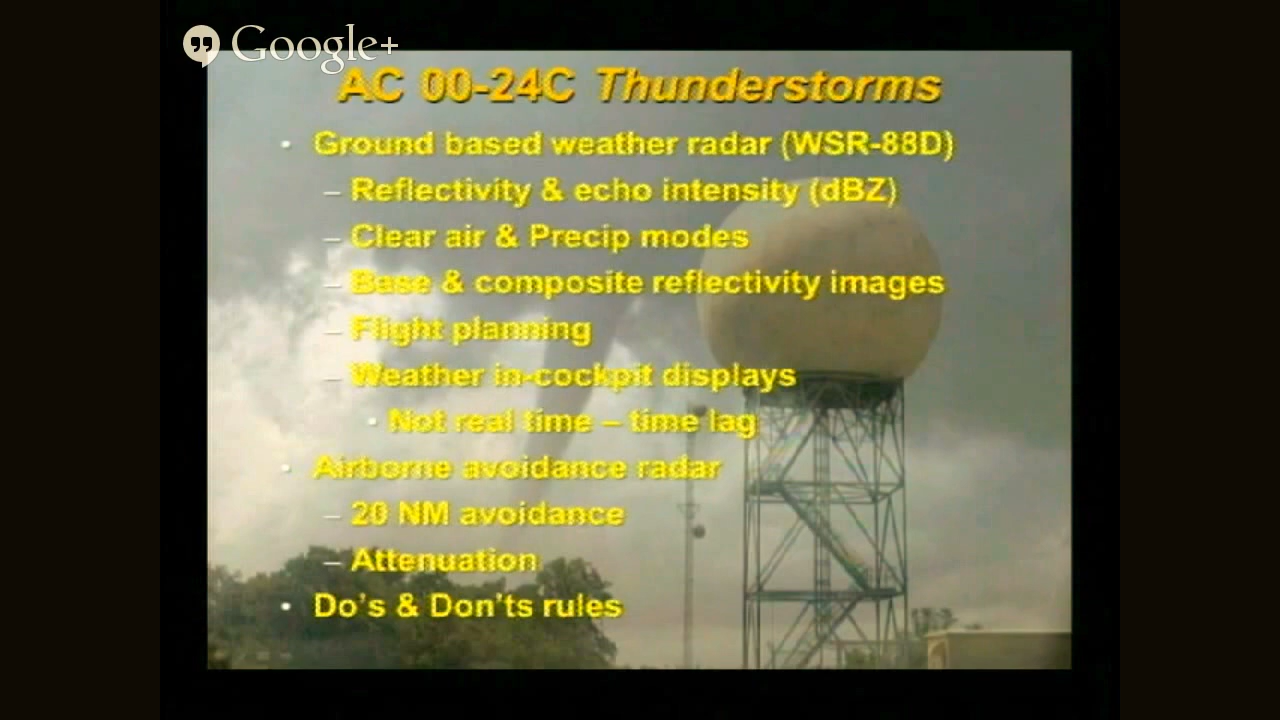 Google+
AC 00-24C Thunderstorms
• Ground based weather radar (WSR-88D)
– Reflectivity & echo intensity (dBZ)
– Clear air & Precip modes
– Base & composite reflectivity images
– Flight planning
– Weather in-cockpit displays
• Not real time – time lag
• Airborne avoidance radar
– 20 NM avoidance
– Attenuation
• Do's & Don'ts rules